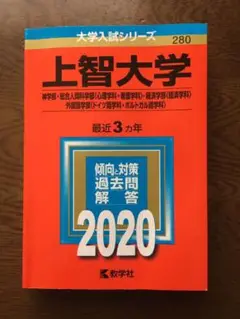 大学入試シリーズ
280
上智大学
神学部・総合人間科学部〈心理学科・看護学科〉・経済学部〈経営学科〉
外国語学部〈ドイツ語学科・ポルトガル語学科〉
最近3カ年
傾向と対策
過去問
解答
2020
教学社